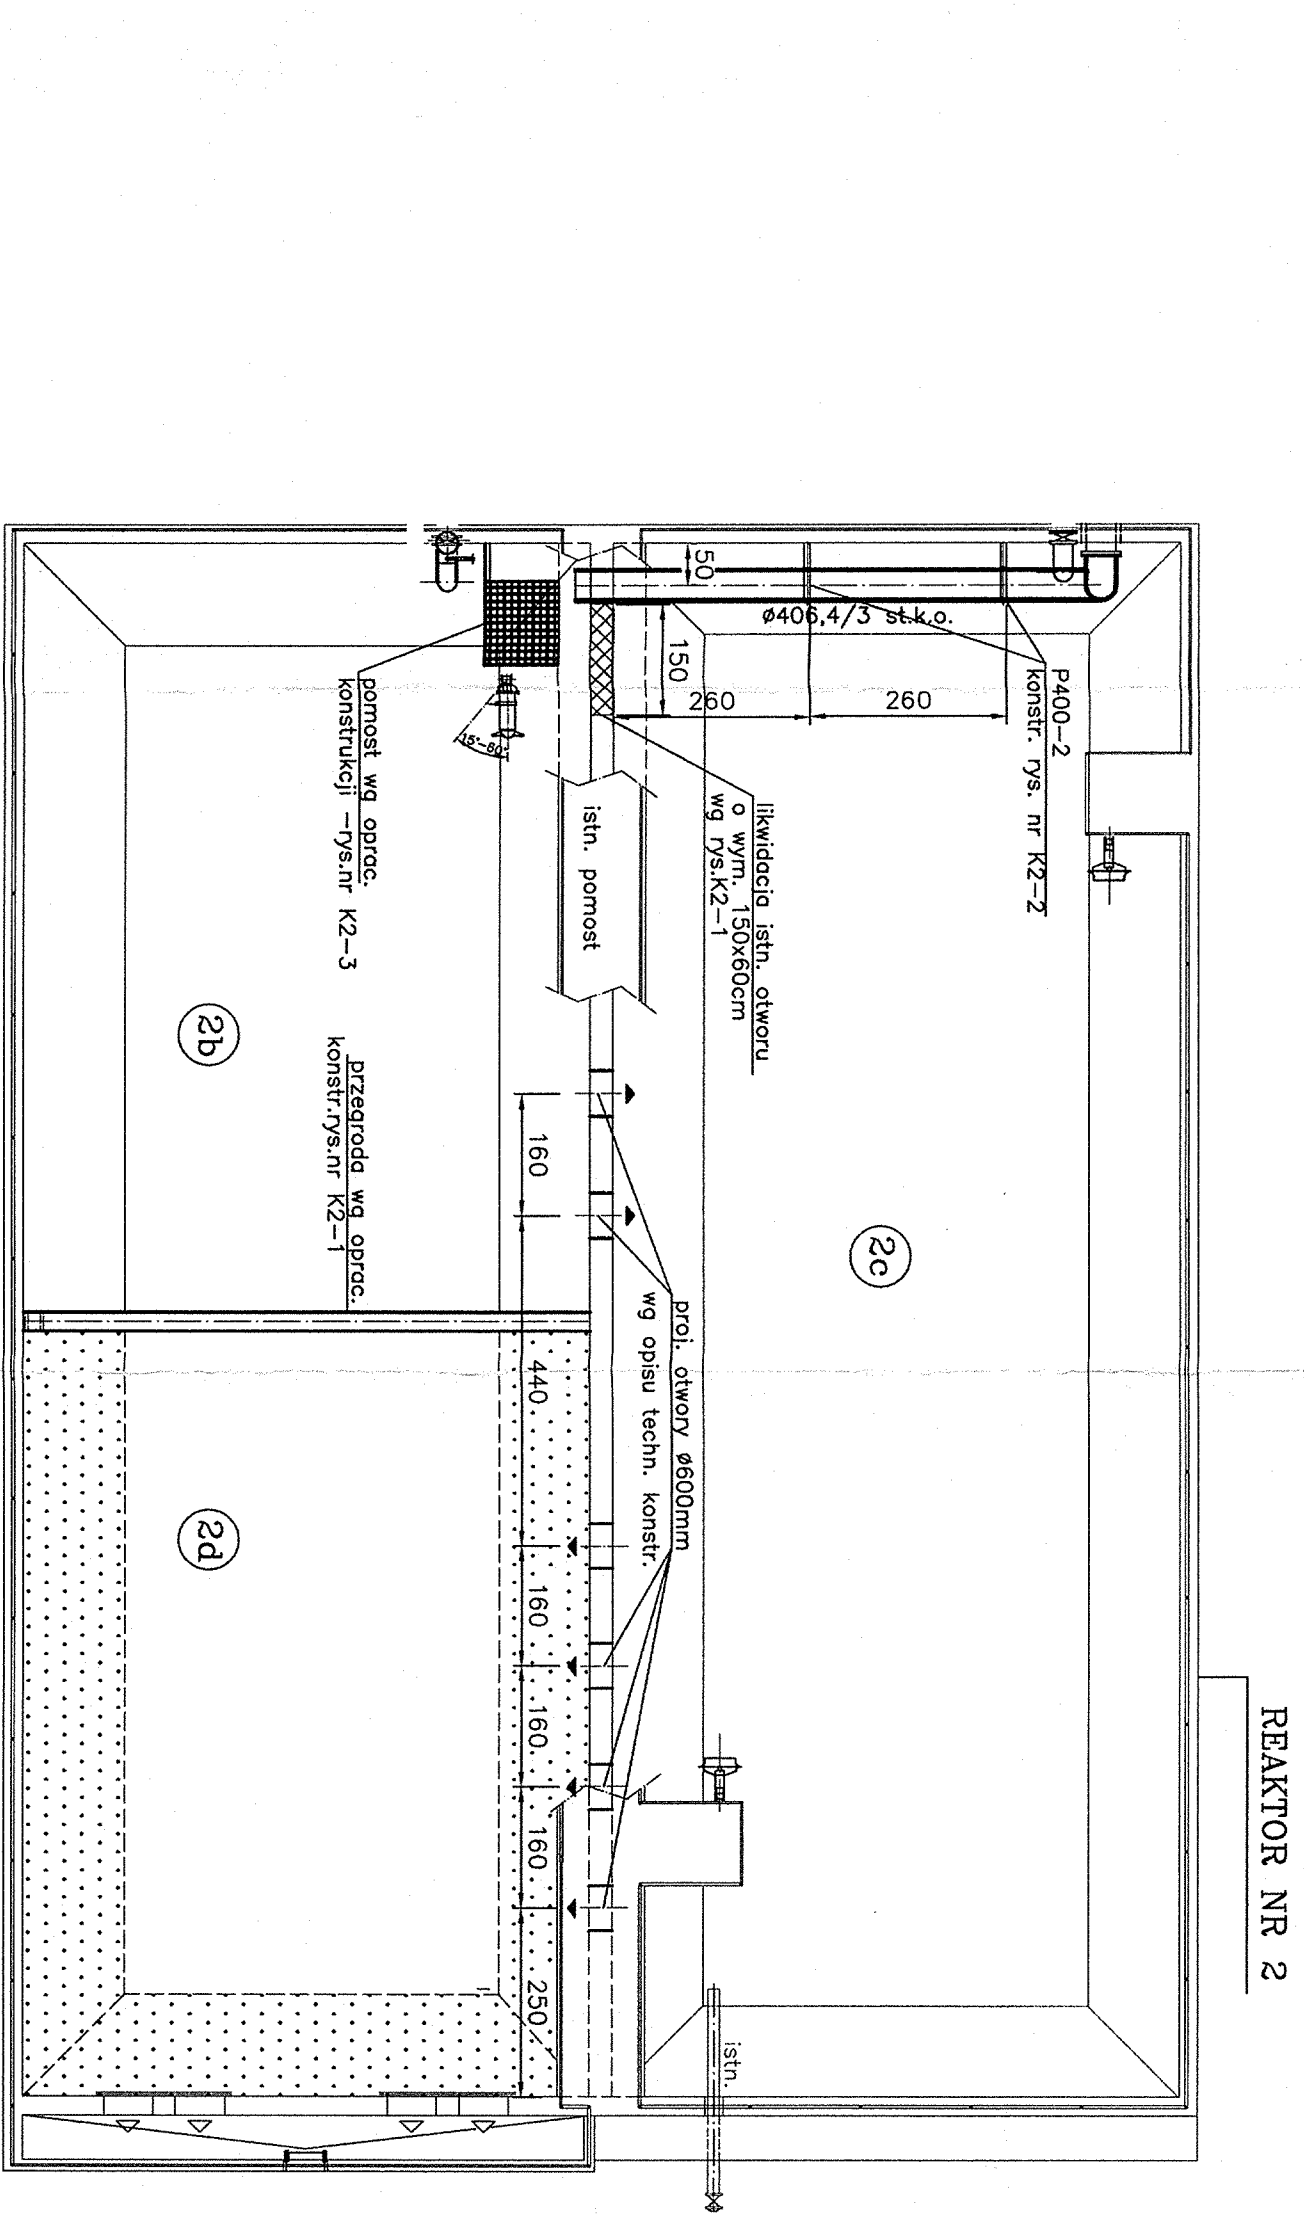 REAKTOR NR 2
P400-2
konstr. rys. nr K2-2
50
Ø406,4/3 st.k.o.
150
260
260
likwidacja istn. otworu
o wym. 150x60cm
wg rys.K2-1
2c
istn.
istn. pomost
proj. otwory Ø600mm
wg opisu techn. konstr.
160
440
160
160
160
250
15°-60°
pomost wg oprac.
konstrukcji -rys.nr K2-3
przegroda wg oprac.
konstr.rys.nr K2-1
2b
2d